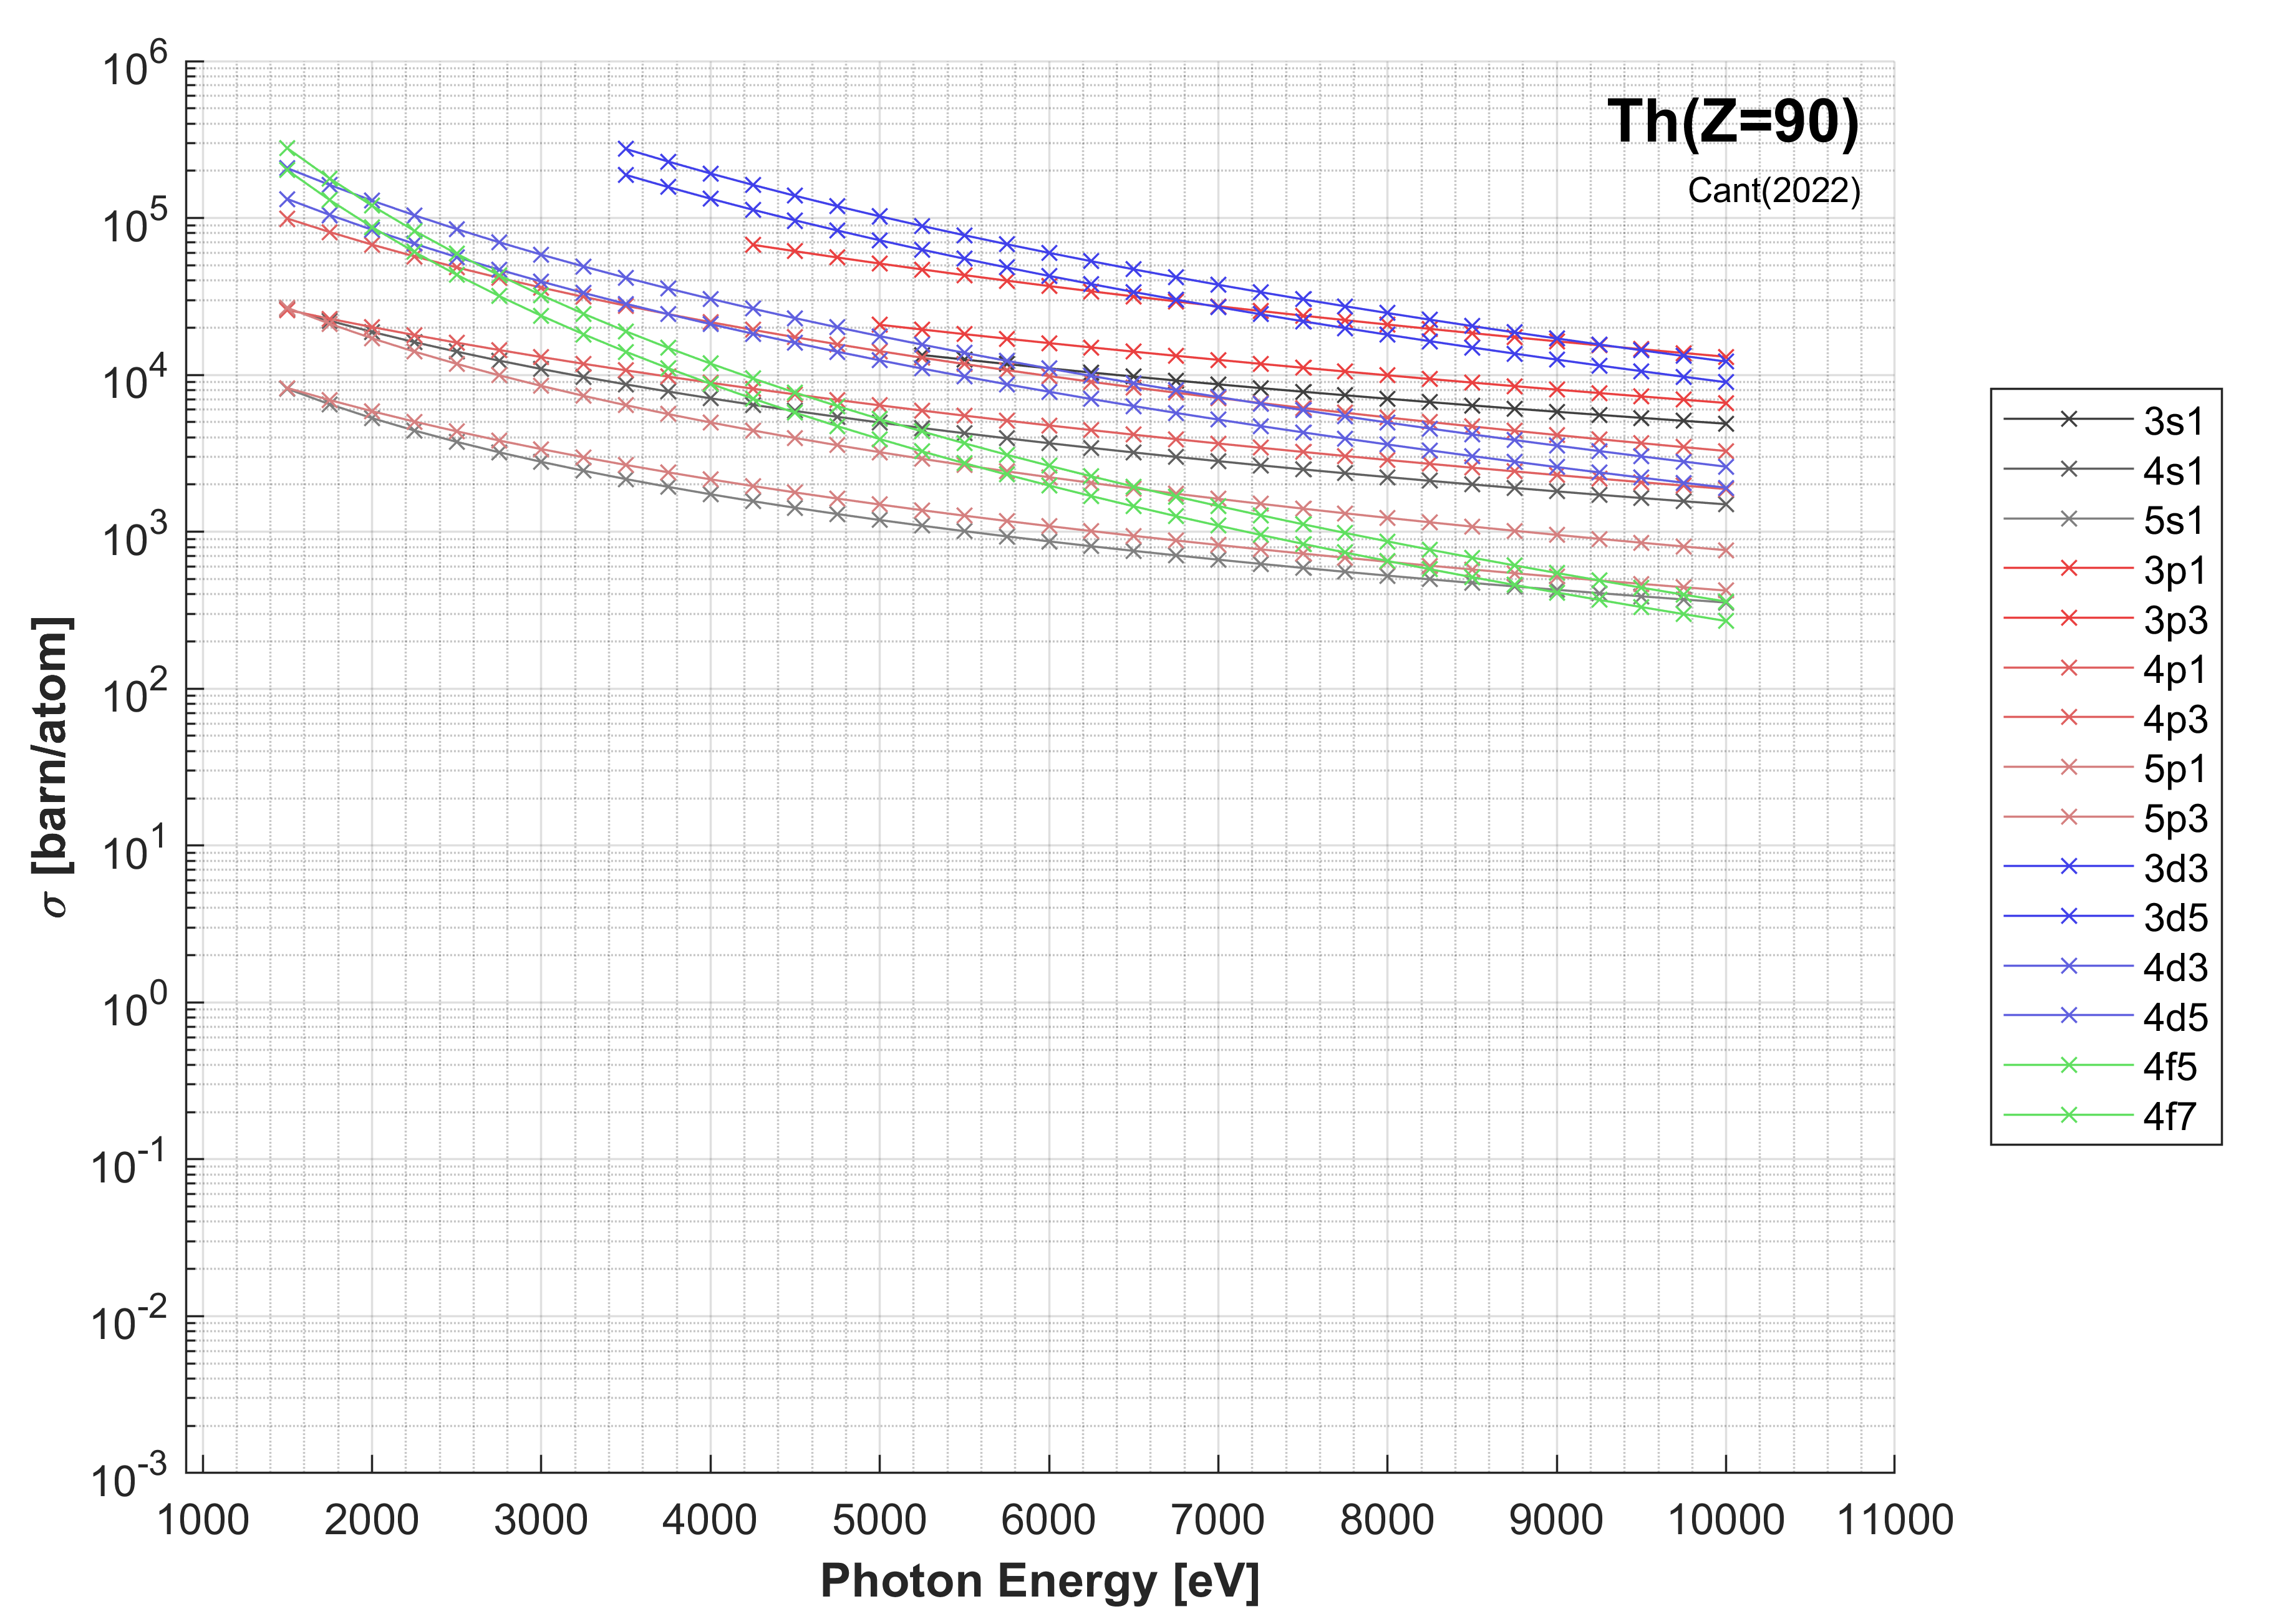 Th(Z=90)
Cant(2022)
σ [barn/atom]
10^6
10^5
10^4
10^3
10^2
10^1
10^0
10^-1
10^-2
10^-3
1000 2000 3000 4000 5000 6000 7000 8000 9000 10000 11000
Photon Energy [eV]
3s1
4s1
5s1
3p1
3p3
4p1
4p3
5p1
5p3
3d3
3d5
4d3
4d5
4f5
4f7